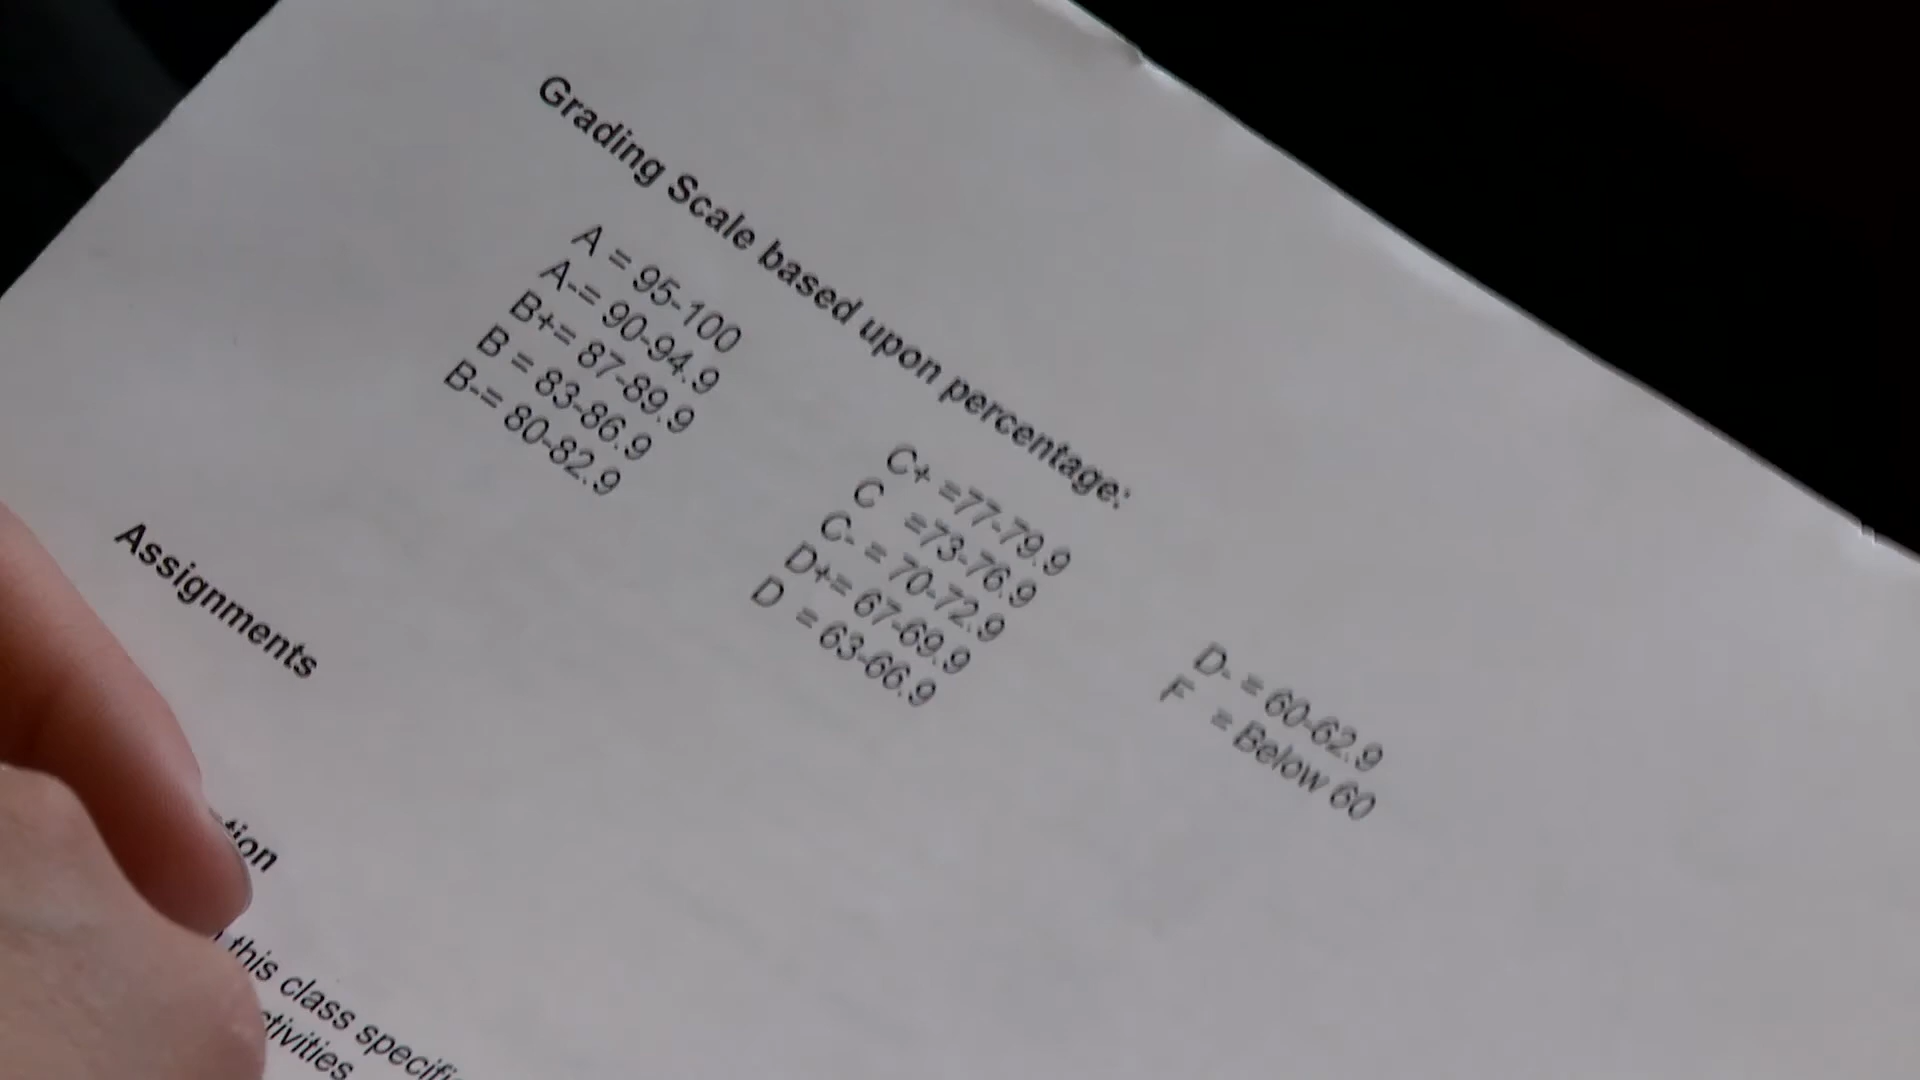 Grading Scale based upon percentage:
A = 95-100
A-= 90-94.9
B+= 87-89.9
B = 83-86.9
B-= 80-82.9
C+ =77-79.9
C =73-76.9
C- = 70-72.9
D+= 67-69.9
D = 63-66.9
D- = 60-62.9
F = Below 60
Assignments
this class